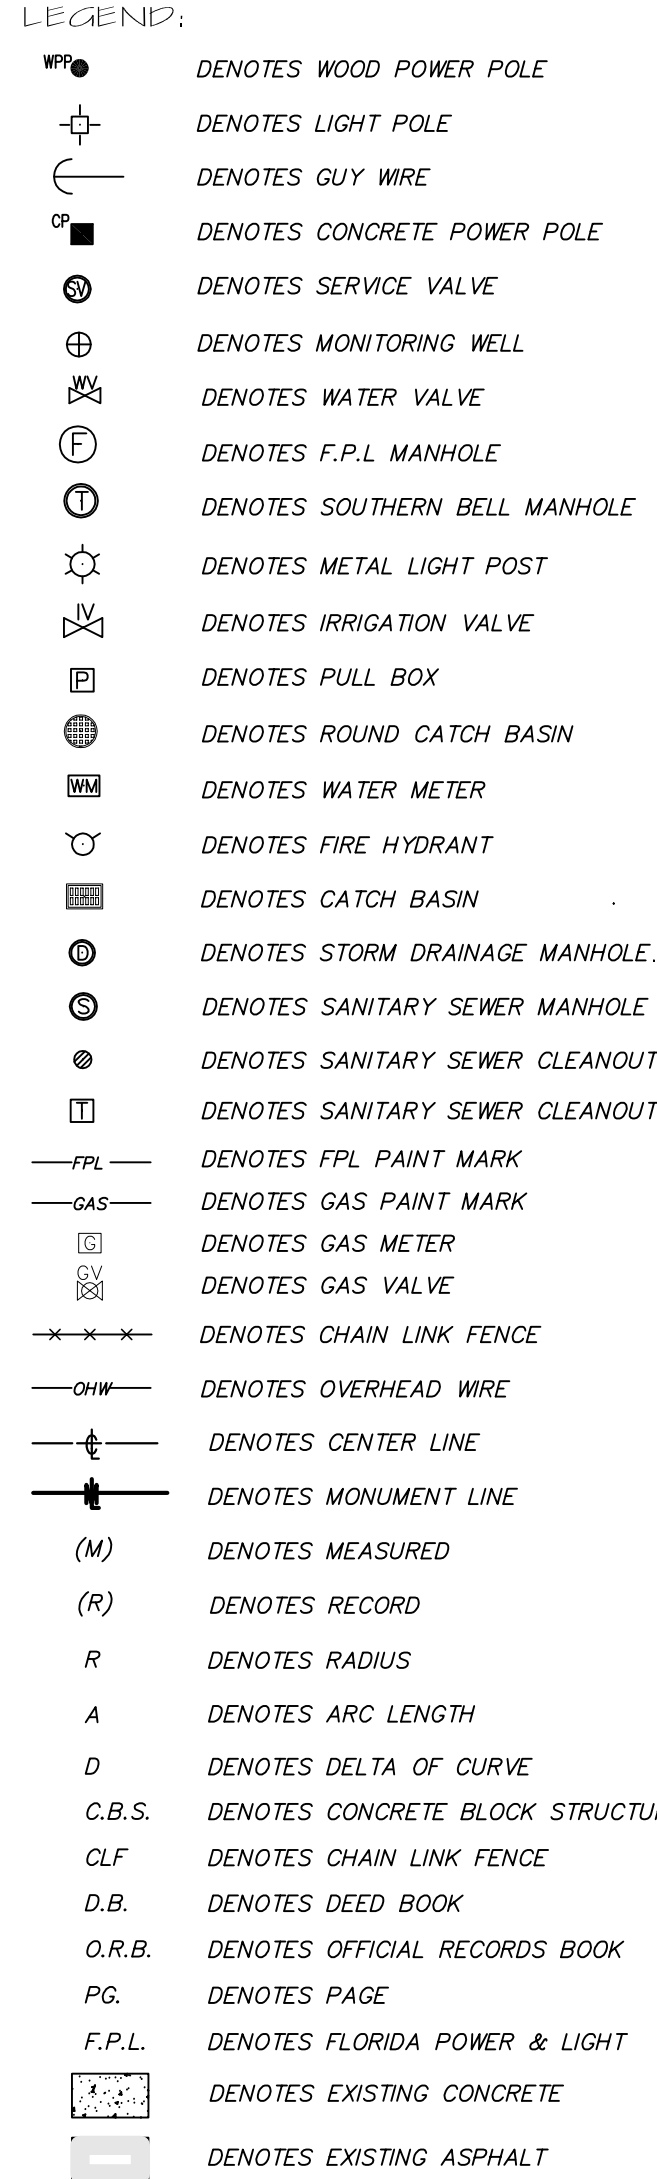 LEGEND:
WPP DENOTES WOOD POWER POLE
DENOTES LIGHT POLE
DENOTES GUY WIRE
CP DENOTES CONCRETE POWER POLE
SV DENOTES SERVICE VALVE
DENOTES MONITORING WELL
WV DENOTES WATER VALVE
F DENOTES F.P.L MANHOLE
T DENOTES SOUTHERN BELL MANHOLE
DENOTES METAL LIGHT POST
IV DENOTES IRRIGATION VALVE
P DENOTES PULL BOX
DENOTES ROUND CATCH BASIN
WM DENOTES WATER METER
DENOTES FIRE HYDRANT
DENOTES CATCH BASIN
D DENOTES STORM DRAINAGE MANHOLE.
S DENOTES SANITARY SEWER MANHOLE
DENOTES SANITARY SEWER CLEANOUT
T DENOTES SANITARY SEWER CLEANOUT
FPL DENOTES FPL PAINT MARK
GAS DENOTES GAS PAINT MARK
G DENOTES GAS METER
GV DENOTES GAS VALVE
DENOTES CHAIN LINK FENCE
OHW DENOTES OVERHEAD WIRE
℄ DENOTES CENTER LINE
ML DENOTES MONUMENT LINE
(M) DENOTES MEASURED
(R) DENOTES RECORD
R DENOTES RADIUS
A DENOTES ARC LENGTH
D DENOTES DELTA OF CURVE
C.B.S. DENOTES CONCRETE BLOCK
CLF DENOTES CHAIN LINK FENCE
D.B. DENOTES DEED BOOK
O.R.B. DENOTES OFFICIAL RECORDS BOOK
PG. DENOTES PAGE
F.P.L. DENOTES FLORIDA POWER & LIGHT
DENOTES EXISTING CONCRETE
DENOTES EXISTING ASPHALT